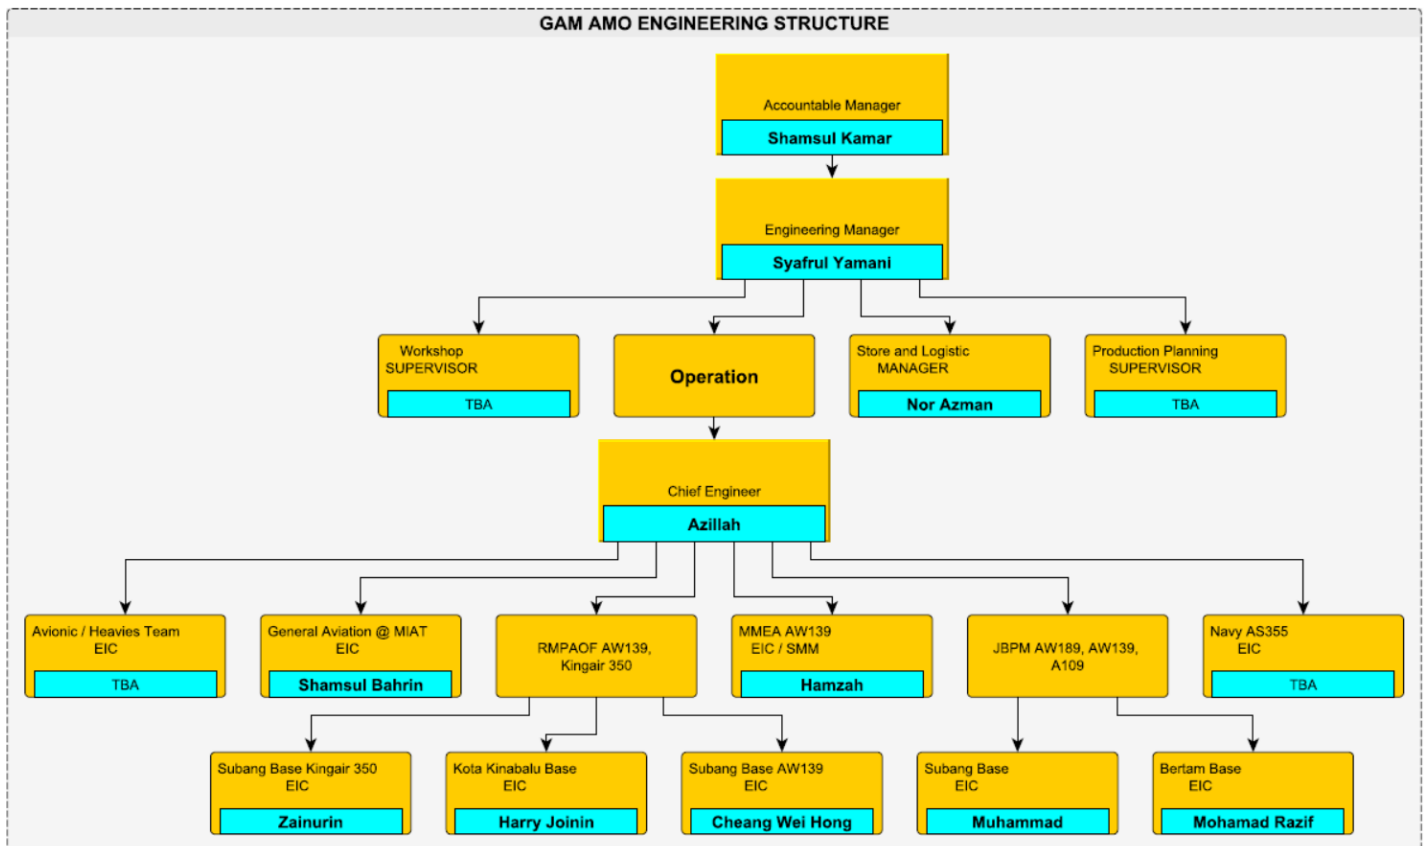 GAM AMO ENGINEERING STRUCTURE
Accountable Manager
Shamsul Kamar
Engineering Manager
Syafrul Yamani
Workshop
SUPERVISOR
TBA
Operation
Store and Logistic
MANAGER
Nor Azman
Production Planning
SUPERVISOR
TBA
Chief Engineer
Azillah
Avionic / Heavies Team
EIC
TBA
General Aviation @ MIAT
EIC
Shamsul Bahrin
RMPAOF AW139,
Kingair 350
MMEA AW139
EIC / SMM
Hamzah
JBPM AW189, AW139,
A109
Navy AS355
EIC
TBA
Subang Base Kingair 350
EIC
Zainurin
Kota Kinabalu Base
EIC
Harry Joinin
Subang Base AW139
EIC
Cheang Wei Hong
Subang Base
EIC
Muhammad
Bertam Base
EIC
Mohamad Razif